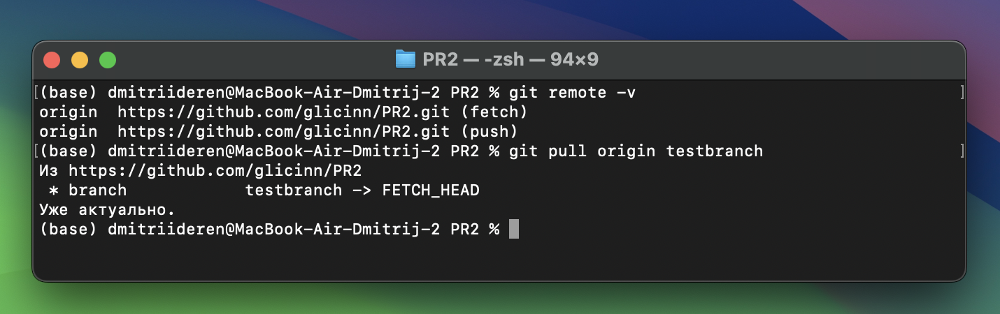 PR2 — -zsh — 94×9
[(base) dmitriideren@MacBook-Air-Dmitrij-2 PR2 % git remote -v ]
origin  https://github.com/glicinn/PR2.git (fetch)
origin  https://github.com/glicinn/PR2.git (push)
[(base) dmitriideren@MacBook-Air-Dmitrij-2 PR2 % git pull origin testbranch ]
Из https://github.com/glicinn/PR2
 * branch            testbranch -> FETCH_HEAD
Уже актуально.
(base) dmitriideren@MacBook-Air-Dmitrij-2 PR2 %